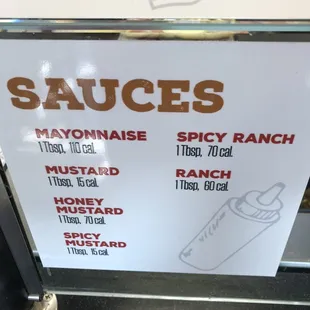 SAUCES
MAYONNAISE
1 Tbsp, 110 cal.
MUSTARD
1 Tbsp, 15 cal.
HONEY
MUSTARD
1 Tbsp, 70 cal.
SPICY
MUSTARD
1 Tbsp, 15 cal.
SPICY RANCH
1 Tbsp, 70 cal.
RANCH
1 Tbsp, 60 cal.